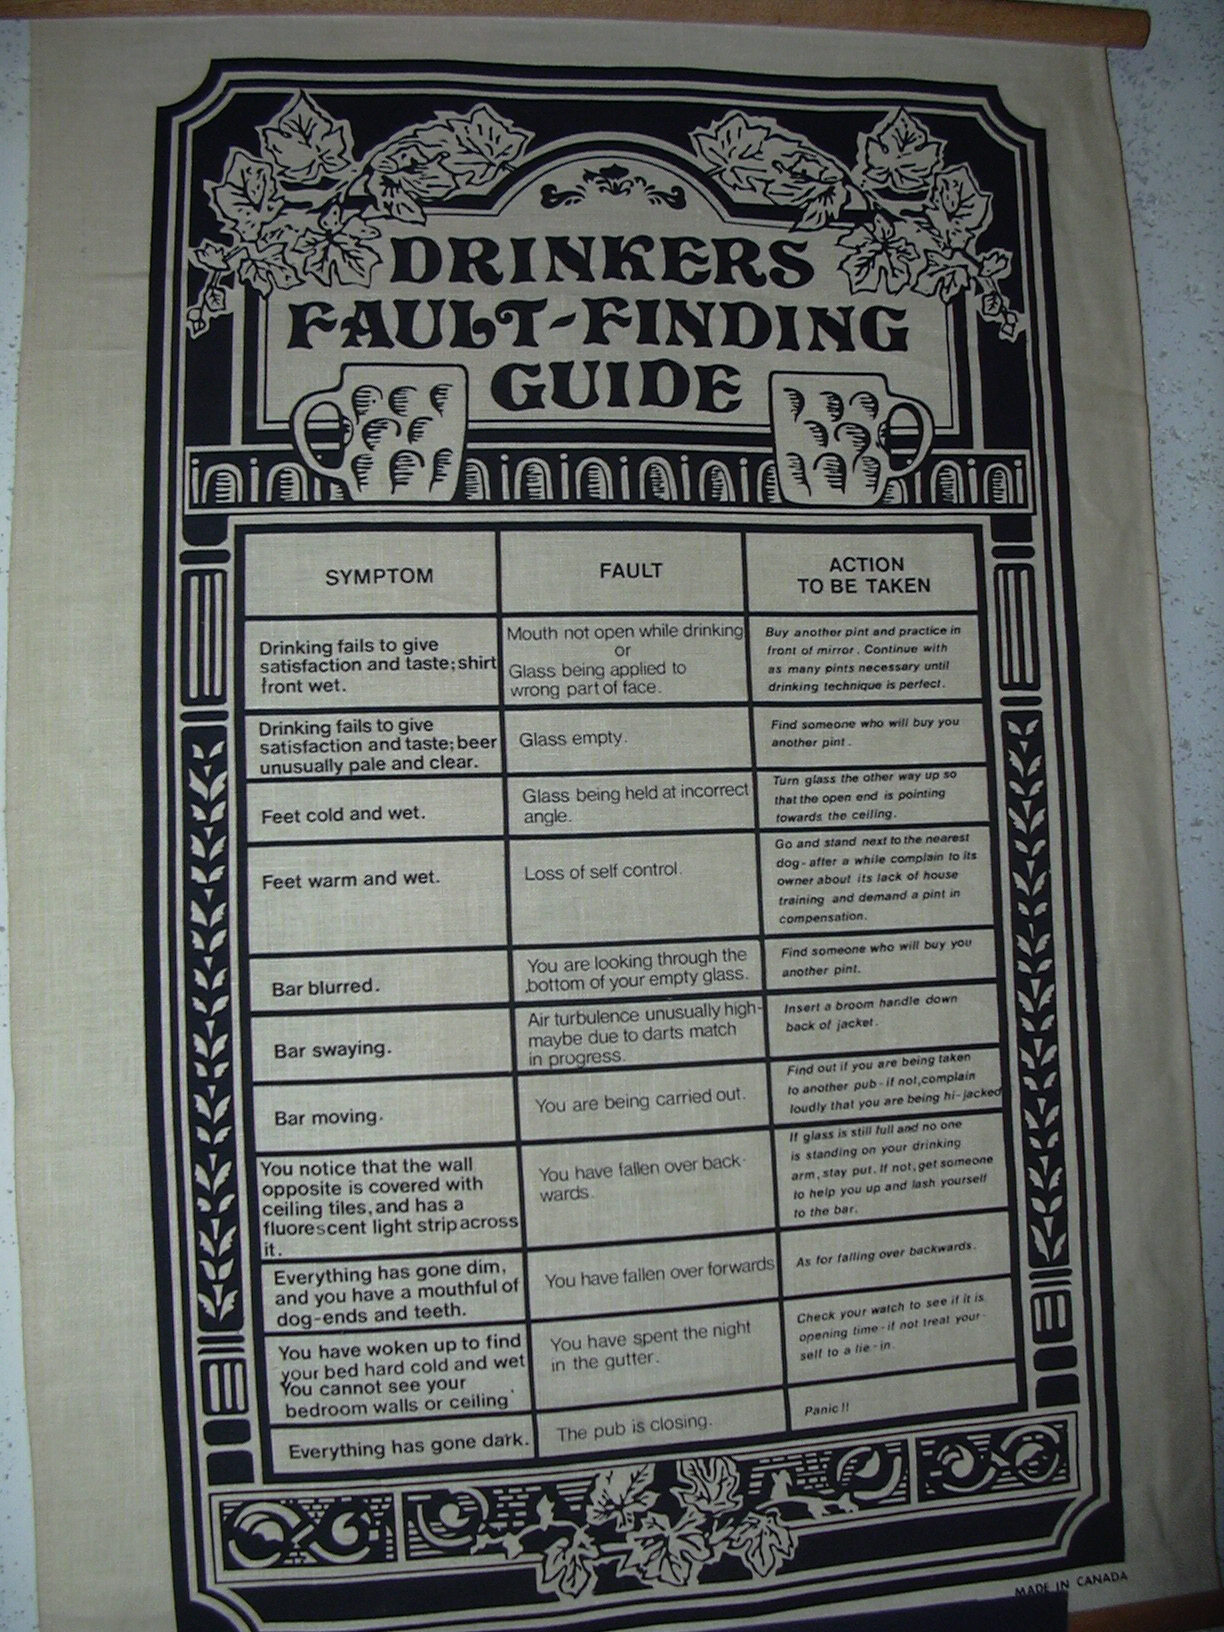 DRINKERS
FAULT-FINDING
GUIDE
SYMPTOM
FAULT
ACTION
TO BE TAKEN
Drinking fails to give
satisfaction and taste; shirt
front wet.
Mouth not open while drinking
or
Glass being applied to
wrong part of face.
Buy another pint and practice in
front of mirror. Continue with
as many pints necessary until
drinking technique is perfect.
Drinking fails to give
satisfaction and taste; beer
unusually pale and clear.
Glass empty.
Find someone who will buy you
another pint.
Feet cold and wet.
Glass being held at incorrect
angle.
Turn glass the other way up so
that the open end is pointing
towards the ceiling.
Feet warm and wet.
Loss of self control.
Go and stand next to the nearest
dog - after a while complain to its
owner about its lack of house
training and demand a pint in
compensation.
Bar blurred.
You are looking through the
bottom of your empty glass.
Find someone who will buy you
another pint.
Bar swaying.
Air turbulence unusually high-
maybe due to darts match
in progress.
Insert a broom handle down
back of jacket.
Bar moving.
You are being carried out.
Find out if you are being taken
to another pub - if not, complain
loudly that you are being hi-jacked
You notice that the wall
opposite is covered with
ceiling tiles, and has a
fluorescent light strip across
it.
You have fallen over back-
wards.
If glass is still full and no one
is standing on your drinking
arm, stay put. If not, get someone
to help you up and lash yourself
to the bar.
Everything has gone dim,
and you have a mouthful of
dog-ends and teeth.
You have fallen over forwards
As for falling over backwards.
You have woken up to find
your bed hard cold and wet
You cannot see your
bedroom walls or ceiling
You have spent the night
in the gutter.
Check your watch to see if it is
opening time - if not treat your-
self to a lie-in.
Everything has gone dark.
The pub is closing.
Panic!!
MADE IN CANADA